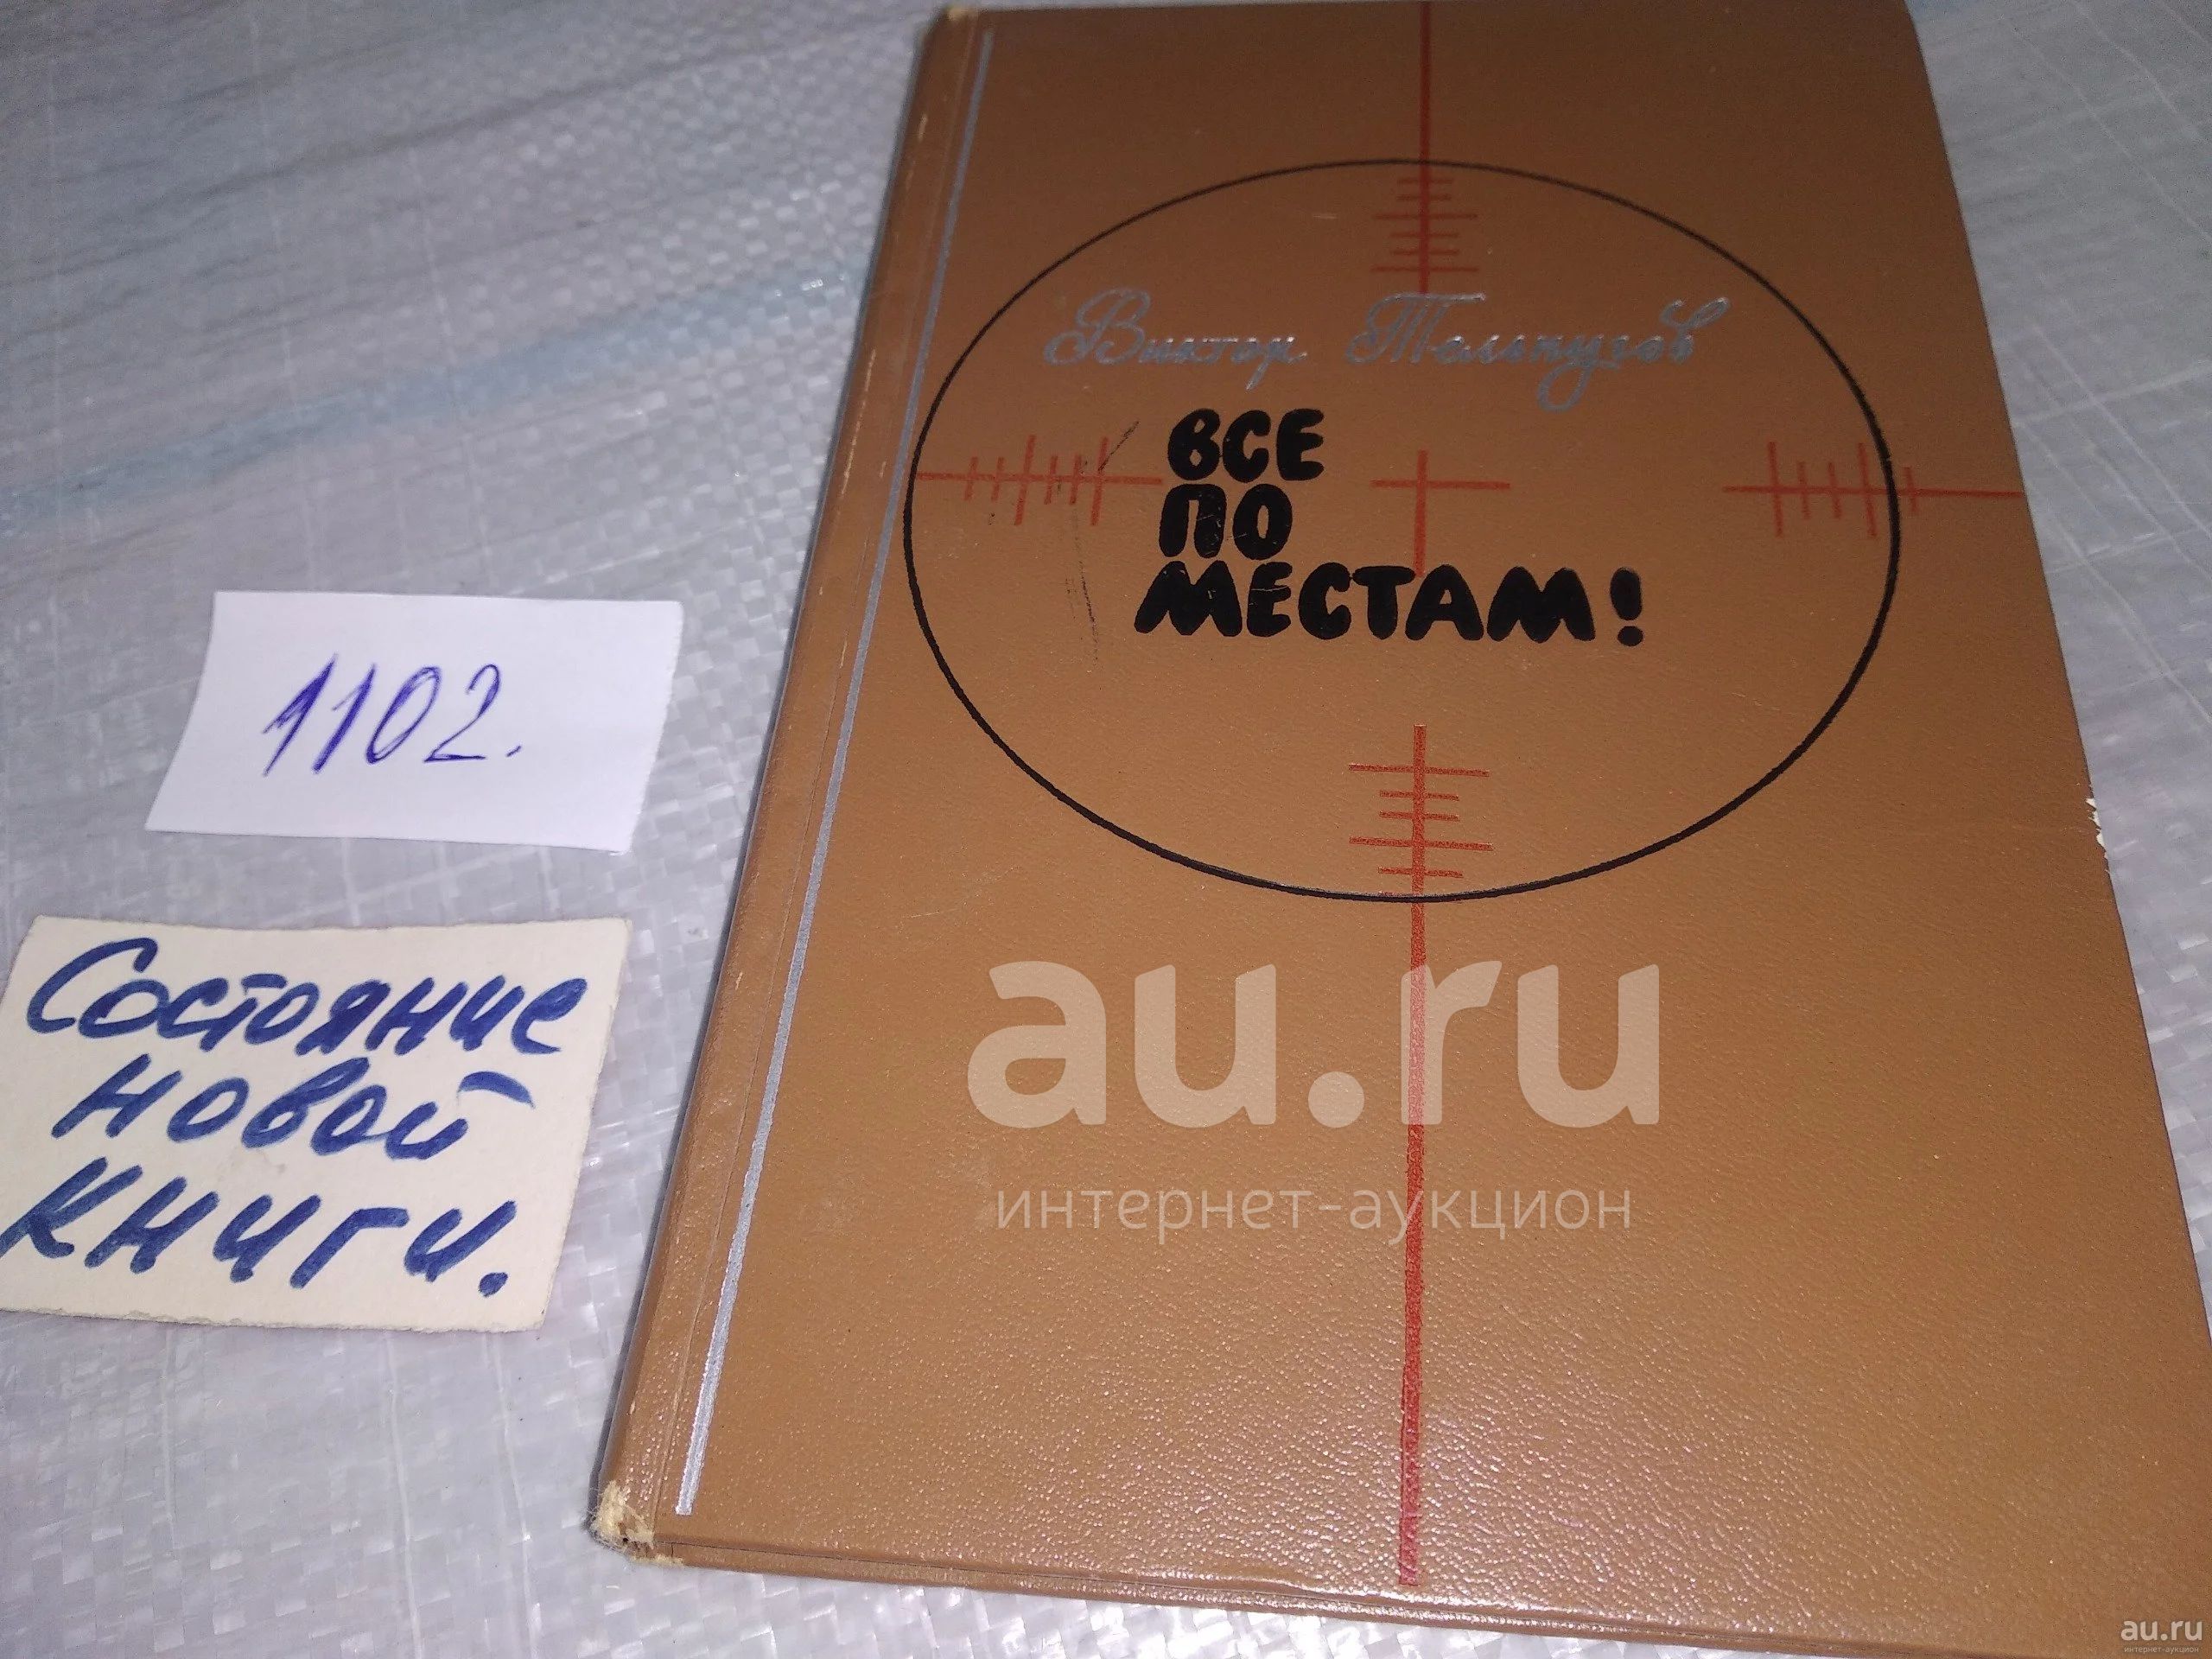 Виктор Тельпугов
ВСЕ
ПО
МЕСТАМ!
1102.
Состояние
новой
книги.
au.ru
интернет-аукцион
au.ru
интернет-аукцион